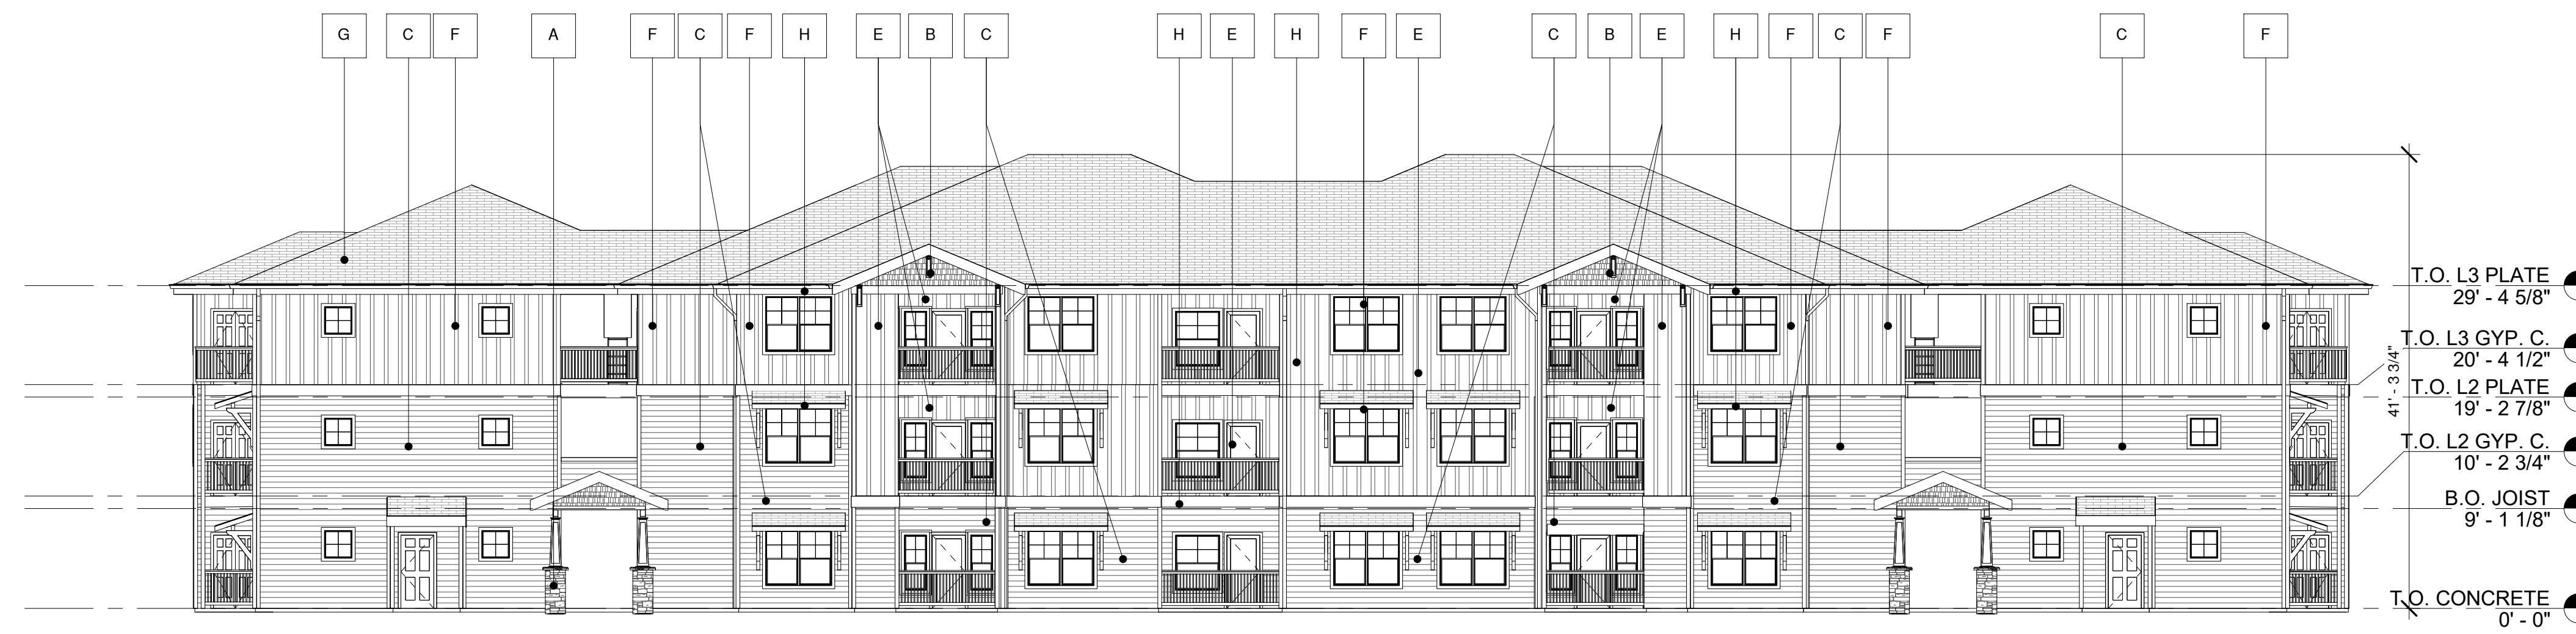 G C F A F C F H E B C H E H F E C B E H F C F C F
T.O. L3 PLATE
29' - 4 5/8"
T.O. L3 GYP. C.
20' - 4 1/2"
41' - 3 3/4"
T.O. L2 PLATE
19' - 2 7/8"
T.O. L2 GYP. C.
10' - 2 3/4"
B.O. JOIST
9' - 1 1/8"
T.O. CONCRETE
0' - 0"